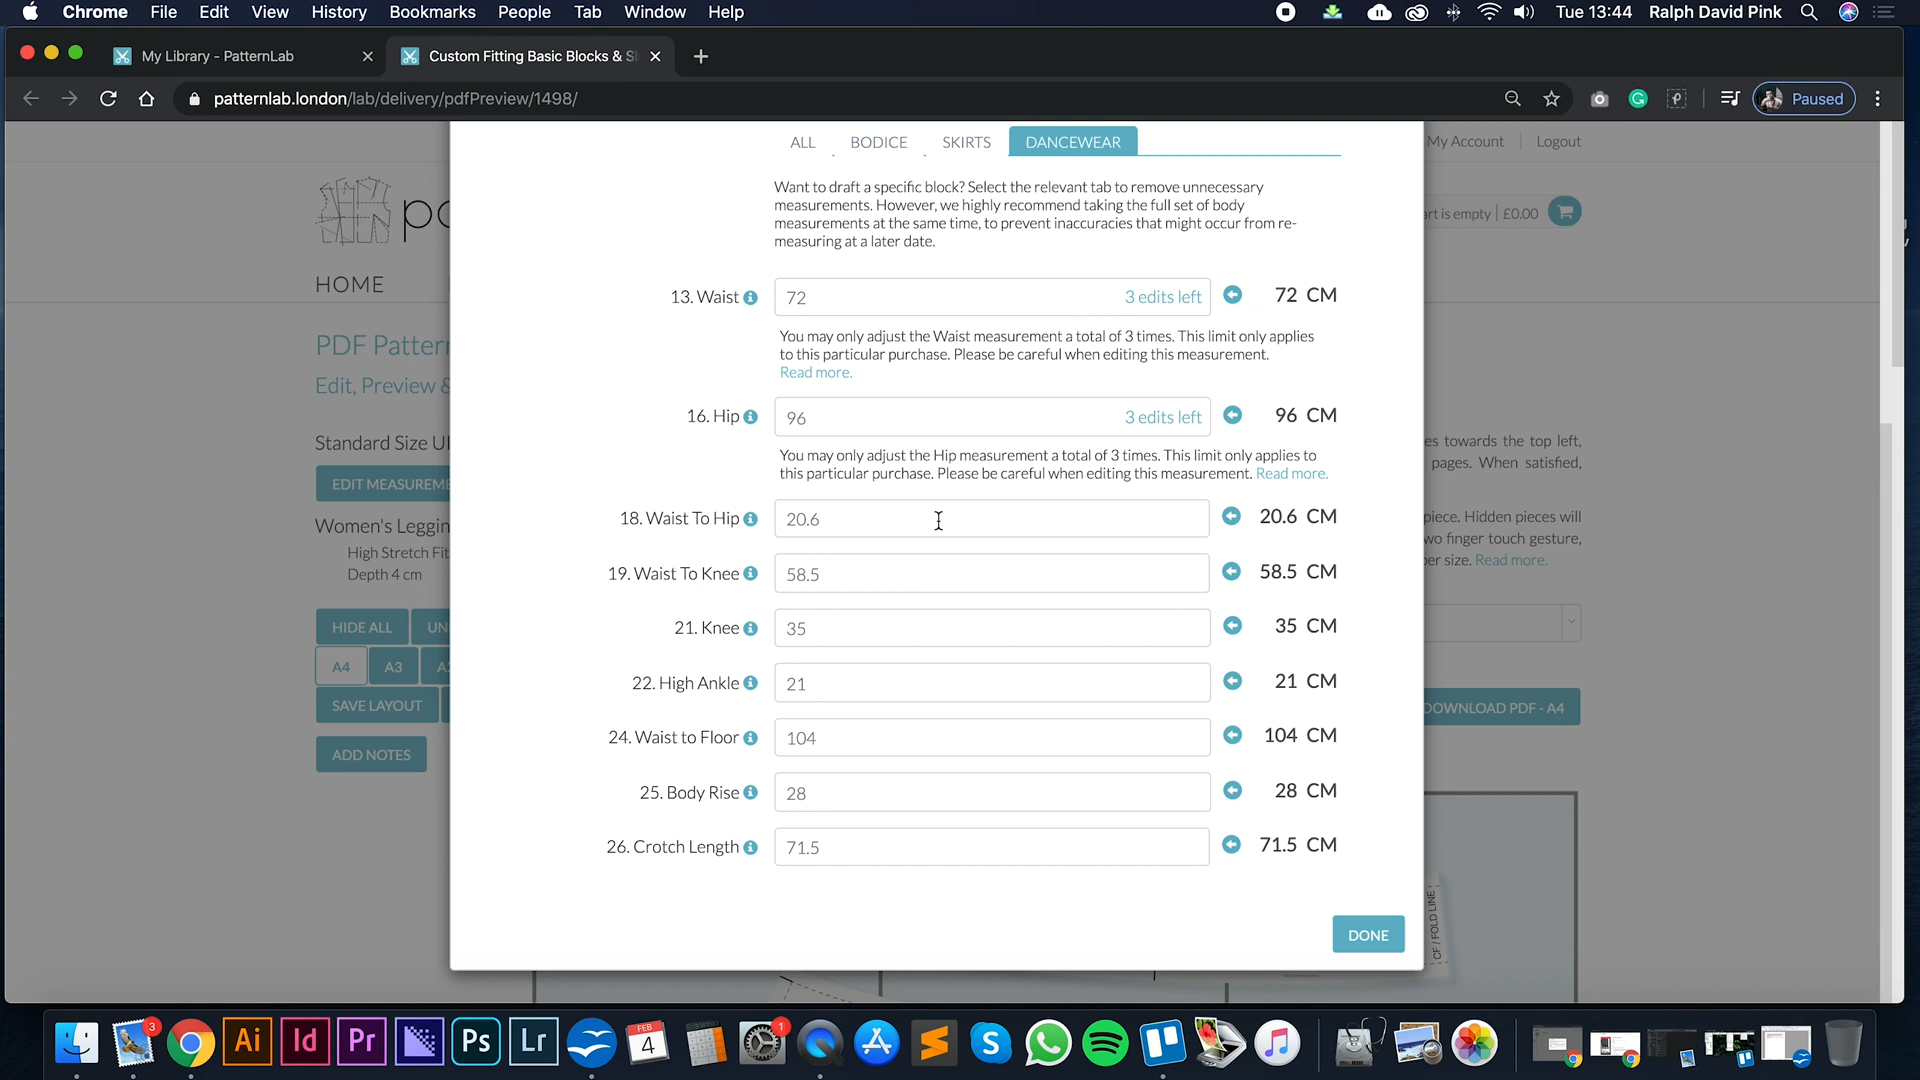 Chrome File Edit View History Bookmarks People Tab Window Help Tue 13:44 Ralph David Pink
My Library - PatternLab
Custom Fitting Basic Blocks & Sl
patternlab.london/lab/delivery/pdfPreview/1498/
Paused
My Account Logout
art is empty £0.00
HOME
PDF Patter
Edit, Preview &
Standard Size U
EDIT MEASUREME
Women's Leggin
High Stretch Fit
Depth 4 cm
HIDE ALL UN
A4 A3 A
SAVE LAYOUT
ADD NOTES
ALL BODICE SKIRTS DANCEWEAR
Want to draft a specific block? Select the relevant tab to remove unnecessary
measurements. However, we highly recommend taking the full set of body
measurements at the same time, to prevent inaccuracies that might occur from re-
measuring at a later date.
13. Waist 72 3 edits left 72 CM
You may only adjust the Waist measurement a total of 3 times. This limit only applies
to this particular purchase. Please be careful when editing this measurement.
Read more.
16. Hip 96 3 edits left 96 CM
You may only adjust the Hip measurement a total of 3 times. This limit only applies to
this particular purchase. Please be careful when editing this measurement. Read more.
18. Waist To Hip 20.6 20.6 CM
19. Waist To Knee 58.5 58.5 CM
21. Knee 35 35 CM
22. High Ankle 21 21 CM
24. Waist to Floor 104 104 CM
25. Body Rise 28 28 CM
26. Crotch Length 71.5 71.5 CM
DONE
es towards the top left,
pages. When satisfied,
piece. Hidden pieces will
wo finger touch gesture,
er size. Read more.
DOWNLOAD PDF - A4
CF / FOLD LINE
3
Ai Id Pr Ps Lr
FEB
4
1